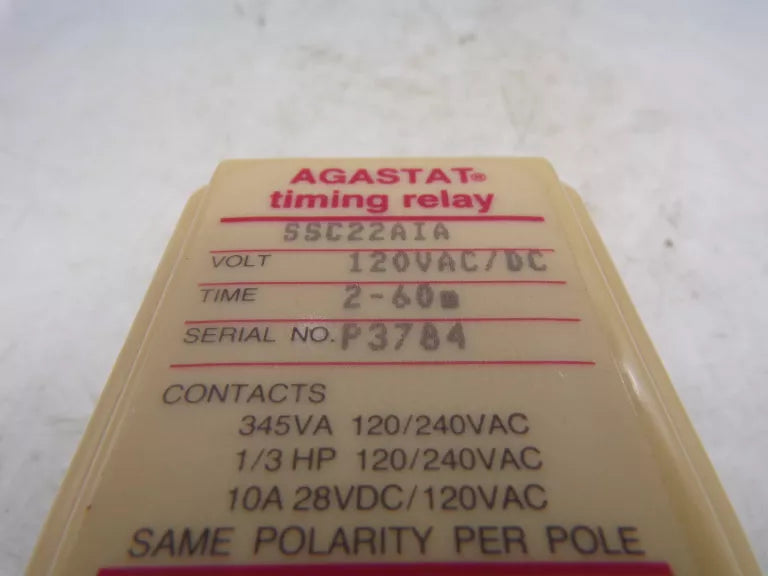 AGASTAT®
timing relay
SSC22AIA
VOLT 120VAC/DC
TIME 2-60m
SERIAL NO. P3784
CONTACTS
345VA 120/240VAC
1/3 HP 120/240VAC
10A 28VDC/120VAC
SAME POLARITY PER POLE